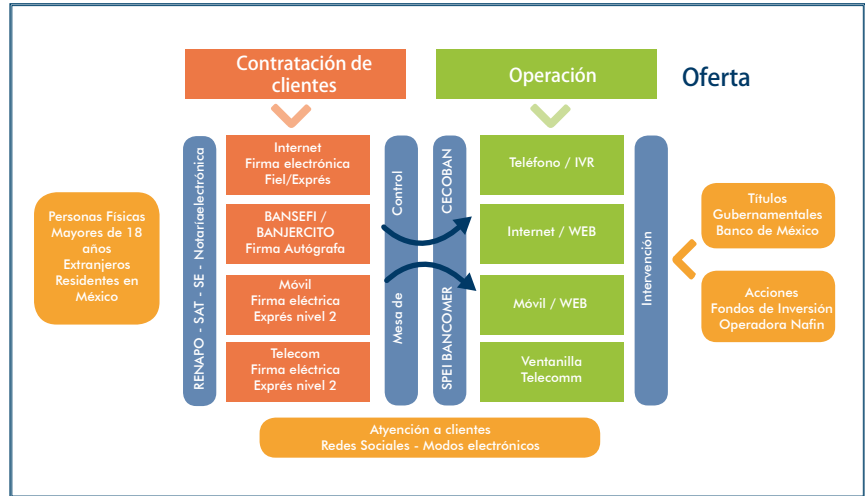 Contratación de
clientes
Operación
Oferta
Personas Físicas
Mayores de 18
años
Extranjeros
Residentes en
México
RENAPO - SAT - SE - Notaríaelectrónica
Internet
Firma electrónica
Fiel/Exprés
BANSEFI /
BANJERCITO
Firma Autógrafa
Móvil
Firma eléctrica
Exprés nivel 2
Telecom
Firma eléctrica
Exprés nivel 2
Mesa de Control
SPEI BANCOMER CECOBAN
Teléfono / IVR
Internet / WEB
Móvil / WEB
Ventanilla
Telecomm
Intervención
Títulos
Gubernamentales
Banco de México
Acciones
Fondos de Inversión
Operadora Nafin
Atyención a clientes
Redes Sociales - Modos electrónicos